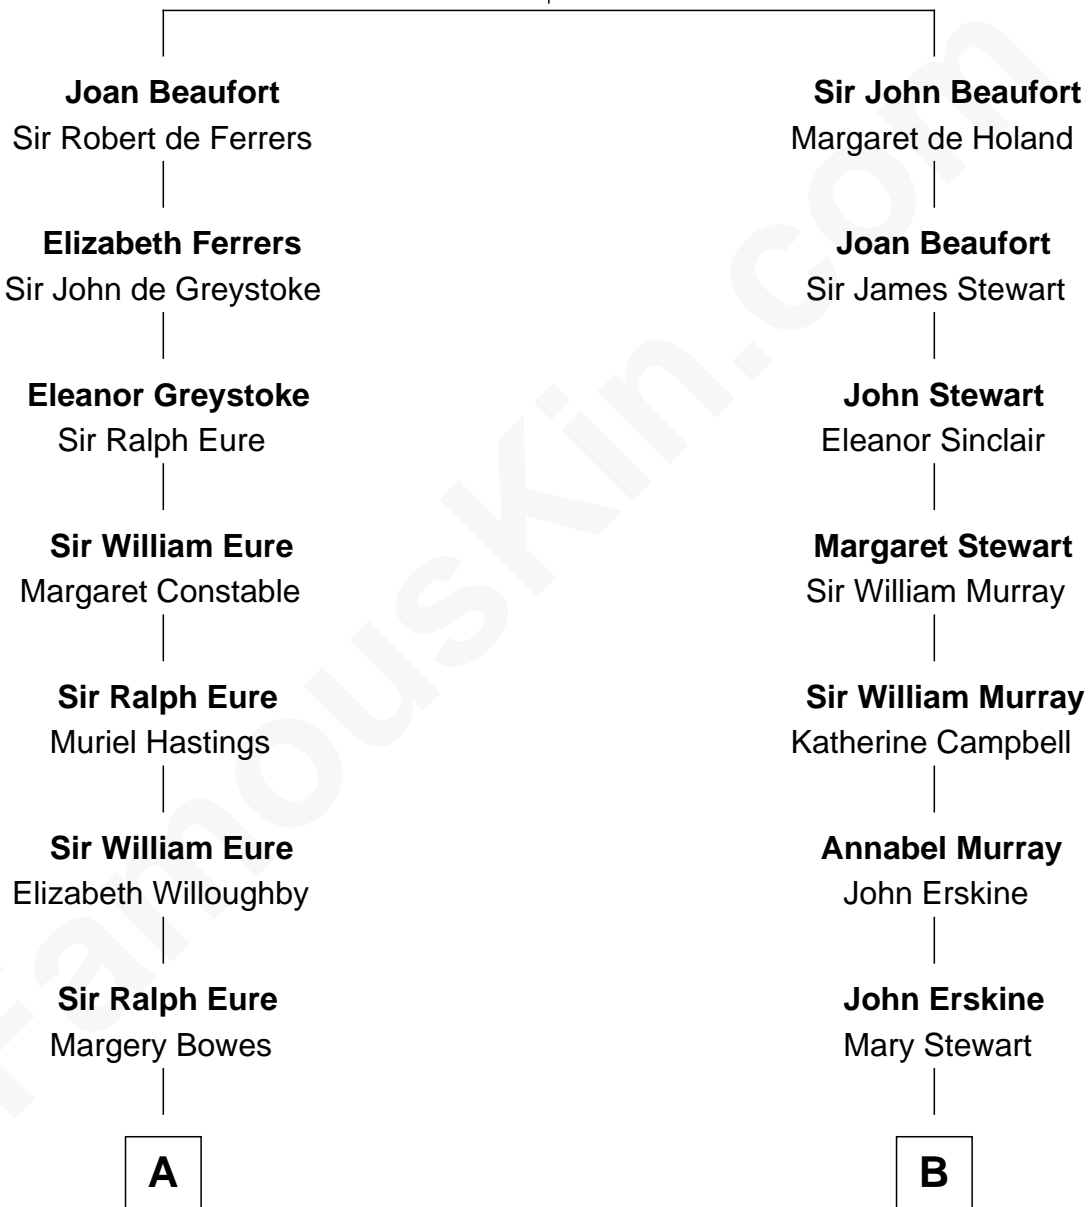 Joan Beaufort
Sir Robert de Ferrers
Elizabeth Ferrers
Sir John de Greystoke
Eleanor Greystoke
Sir Ralph Eure
Sir William Eure
Margaret Constable
Sir Ralph Eure
Muriel Hastings
Sir William Eure
Elizabeth Willoughby
Sir Ralph Eure
Margery Bowes
A
Sir John Beaufort
Margaret de Holand
Joan Beaufort
Sir James Stewart
John Stewart
Eleanor Sinclair
Margaret Stewart
Sir William Murray
Sir William Murray
Katherine Campbell
Annabel Murray
John Erskine
John Erskine
Mary Stewart
B
FamousKin.com